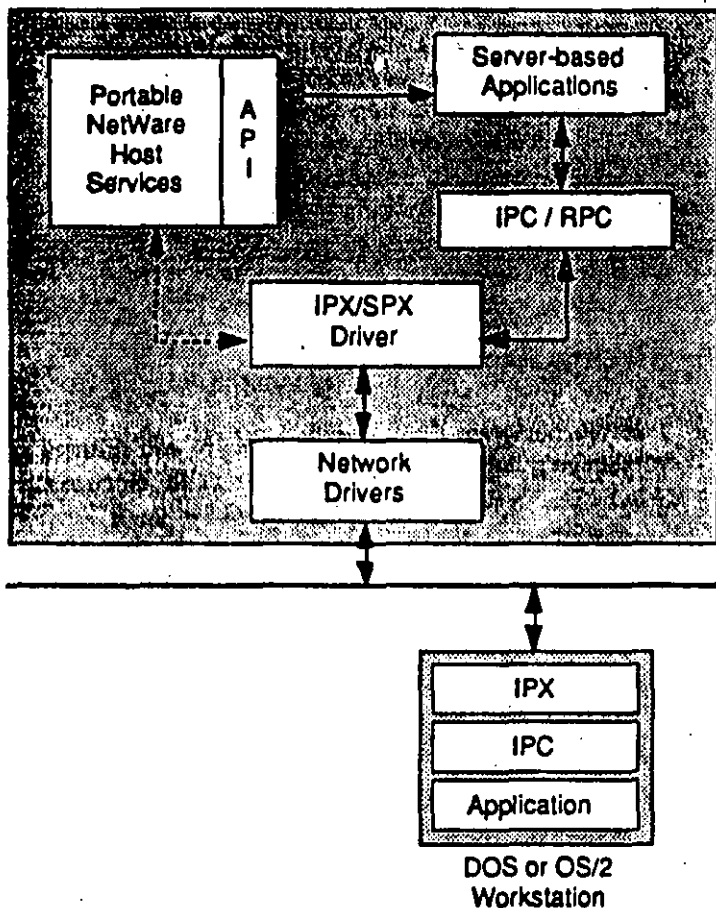 Portable
NetWare
Host
Services
A
P
I
Server-based
Applications
IPC / RPC
IPX/SPX
Driver
Network
Drivers
IPX
IPC
Application
DOS or OS/2
Workstation